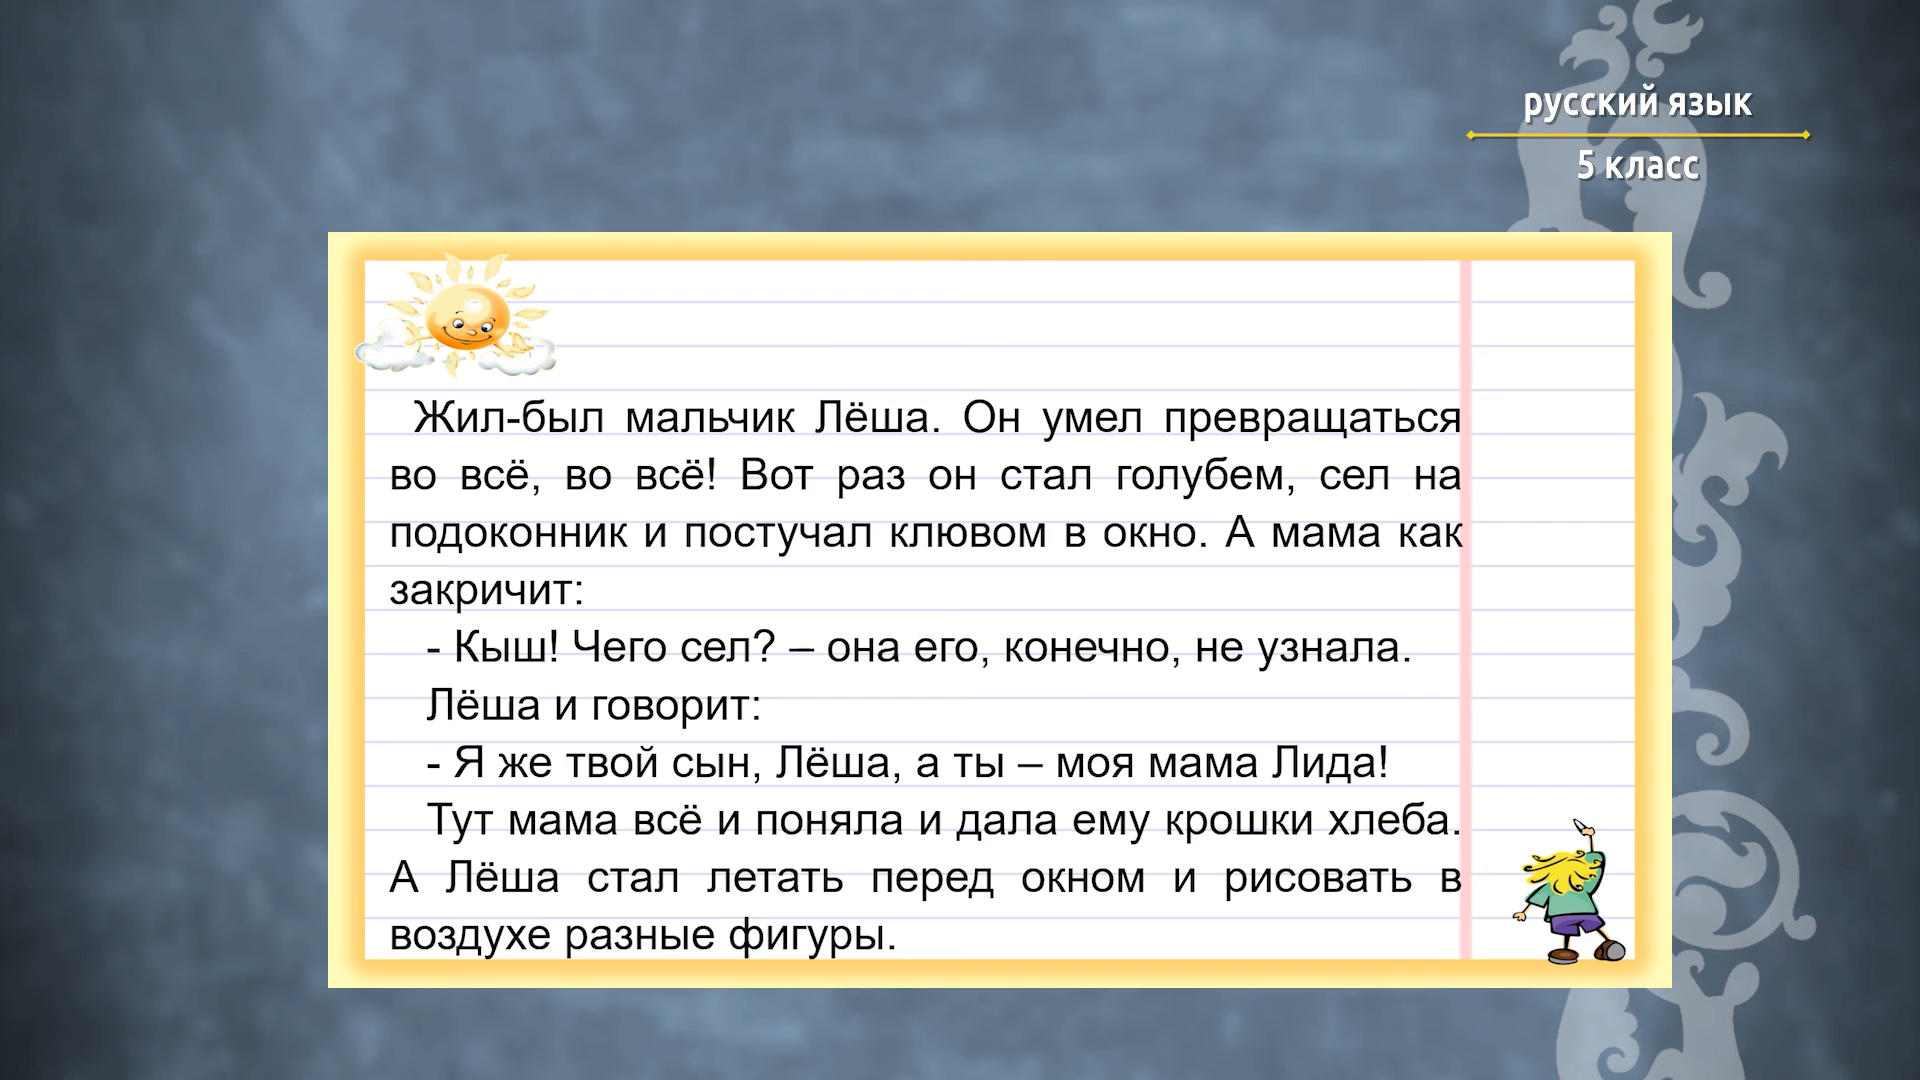 русский язык
5 класс
Жил-был мальчик Лёша. Он умел превращаться
во всё, во всё! Вот раз он стал голубем, сел на
подоконник и постучал клювом в окно. А мама как
закричит:
- Кыш! Чего сел? – она его, конечно, не узнала.
Лёша и говорит:
- Я же твой сын, Лёша, а ты – моя мама Лида!
Тут мама всё и поняла и дала ему крошки хлеба.
А Лёша стал летать перед окном и рисовать в
воздухе разные фигуры.